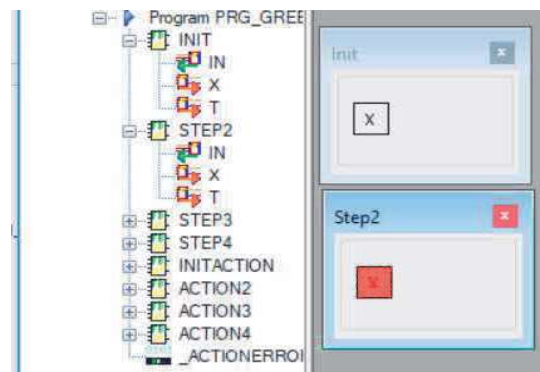 Program PRG_GREE
INIT
IN
X
T
STEP2
IN
X
T
STEP3
STEP4
INITACTION
ACTION2
ACTION3
ACTION4
_ACTIONERROI
Init
x
X
Step2
x
X